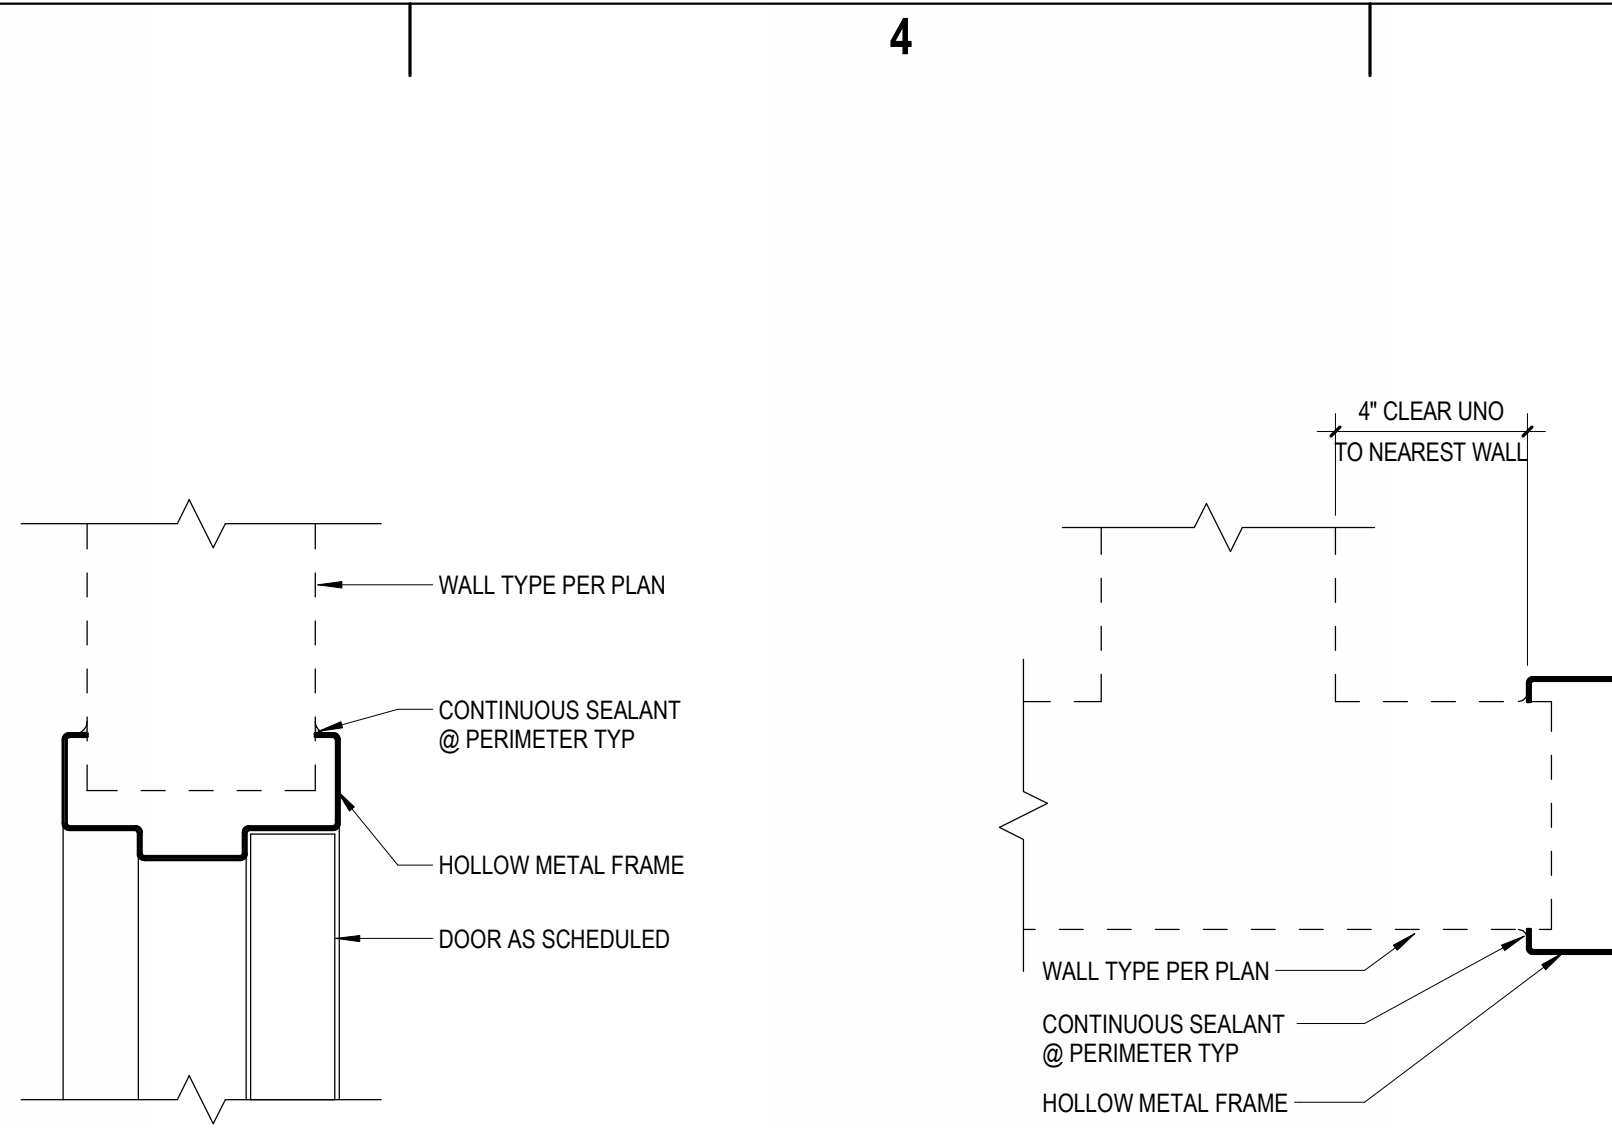 4
4" CLEAR UNO
TO NEAREST WALL
WALL TYPE PER PLAN
CONTINUOUS SEALANT
@ PERIMETER TYP
HOLLOW METAL FRAME
DOOR AS SCHEDULED
WALL TYPE PER PLAN
CONTINUOUS SEALANT
@ PERIMETER TYP
HOLLOW METAL FRAME